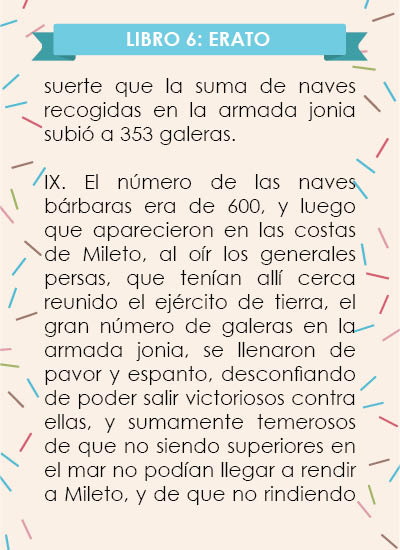 LIBRO 6: ERATO
suerte que la suma de naves
recogidas en la armada jonia
subió a 353 galeras.
IX. El número de las naves
bárbaras era de 600, y luego
que aparecieron en las costas
de Mileto, al oír los generales
persas, que tenían allí cerca
reunido el ejército de tierra, el
gran número de galeras en la
armada jonia, se llenaron de
pavor y espanto, desconfiando
de poder salir victoriosos contra
ellas, y sumamente temerosos
de que no siendo superiores en
el mar no podían llegar a rendir
a Mileto, y de que no rindiendo